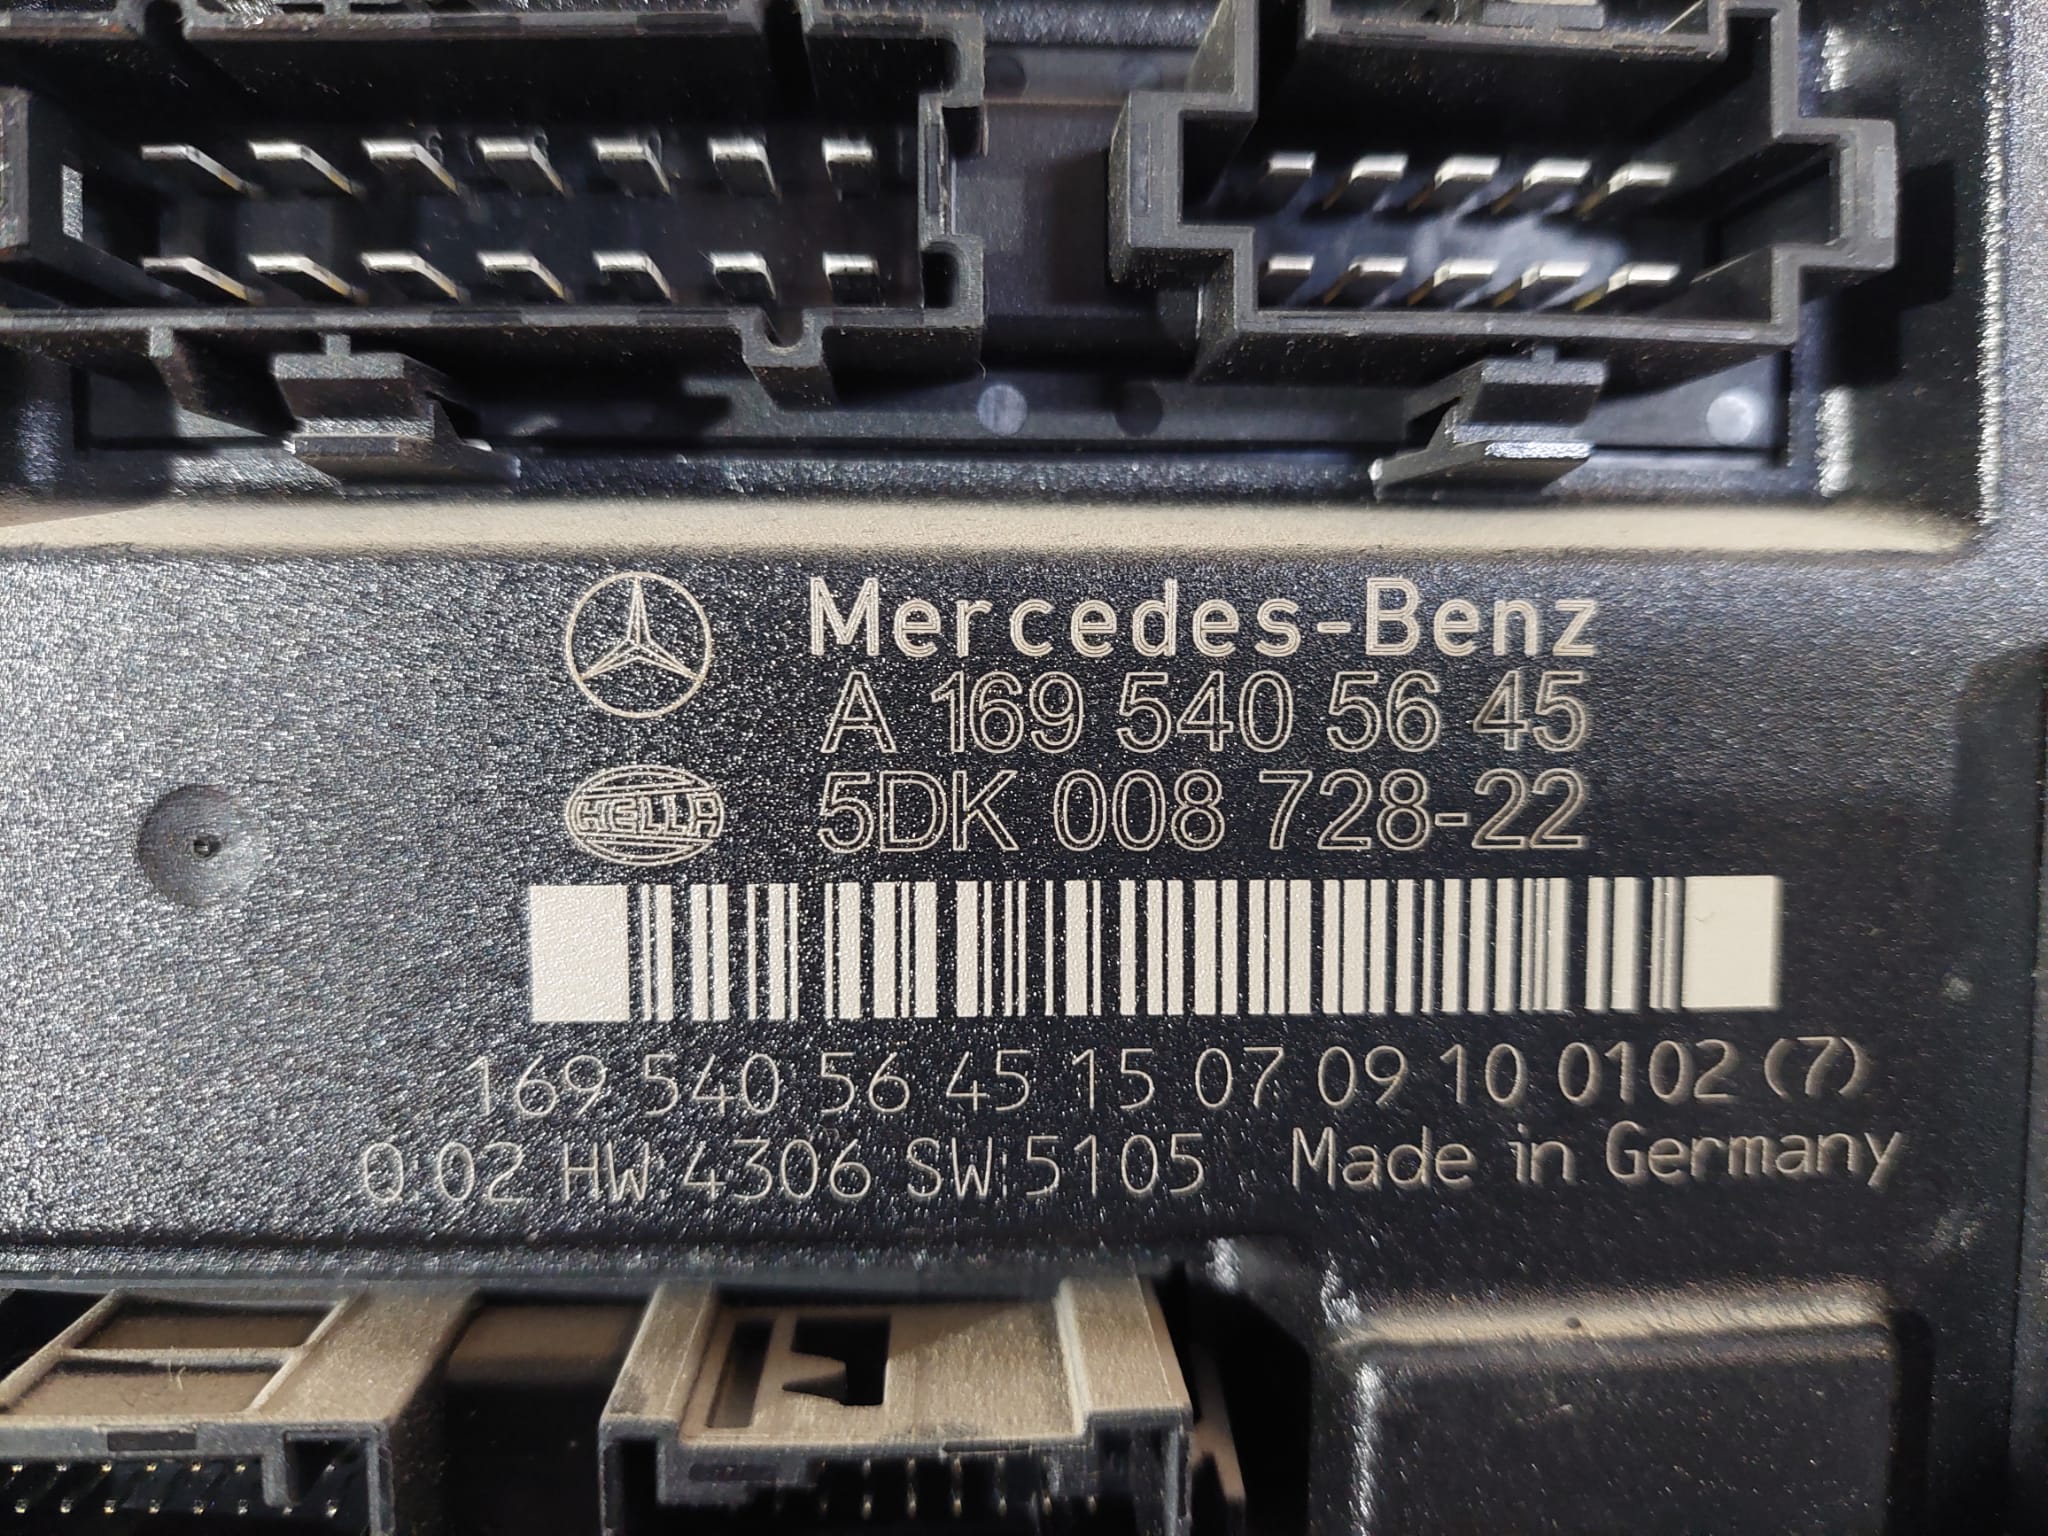 Mercedes-Benz
A 169 540 56 45
HELLA 5DK 008 728-22
169 540 56 45 15 07 09 10 0102 (7)
Q:02 HW:4306 SW:5105 Made in Germany